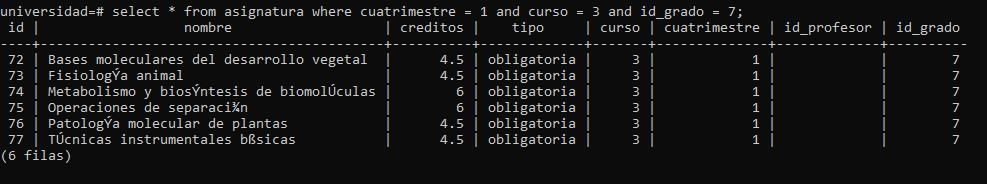 universidad=# select * from asignatura where cuatrimestre = 1 and curso = 3 and id_grado = 7;
 id |                 nombre                  | creditos |    tipo     | curso | cuatrimestre | id_profesor | id_grado
----+-----------------------------------------+----------+-------------+-------+--------------+-------------+----------
 72 | Bases moleculares del desarrollo vegetal |      4.5 | obligatoria |     3 |            1 |             |        7
 73 | FisiologÝa animal                       |      4.5 | obligatoria |     3 |            1 |             |        7
 74 | Metabolismo y biosÝntesis de biomolÚculas |        6 | obligatoria |     3 |            1 |             |        7
 75 | Operaciones de separaci¾n               |        6 | obligatoria |     3 |            1 |             |        7
 76 | PatologÝa molecular de plantas          |      4.5 | obligatoria |     3 |            1 |             |        7
 77 | TÚcnicas instrumentales bßsicas         |      4.5 | obligatoria |     3 |            1 |             |        7
(6 filas)